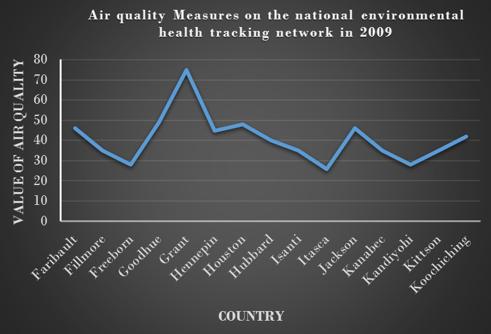 Air quality Measures on the national environmental
health tracking network in 2009
VALUE OF AIR QUALITY
80
70
60
50
40
30
20
10
0
Faribault
Fillmore
Freeborn
Goodhue
Grant
Hennepin
Houston
Hubbard
Isanti
Itasca
Jackson
Kanabec
Kandiyohi
Kittson
Koochiching
COUNTRY